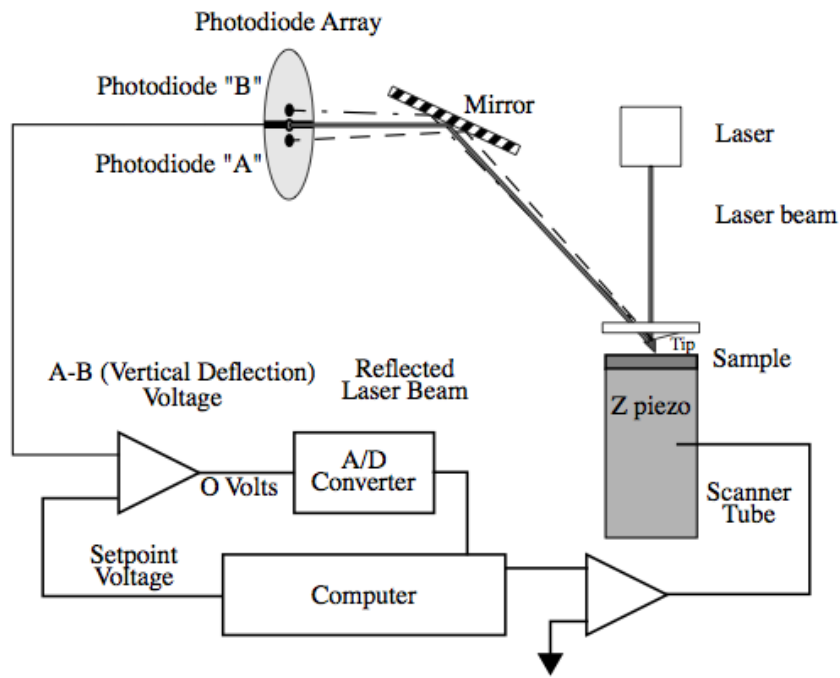 Photodiode Array
Photodiode "B"
Mirror
Photodiode "A"
Laser
Laser beam
Tip
Sample
Z piezo
A-B (Vertical Deflection)
Voltage
Reflected
Laser Beam
A/D
Converter
O Volts
Scanner
Tube
Setpoint
Voltage
Computer